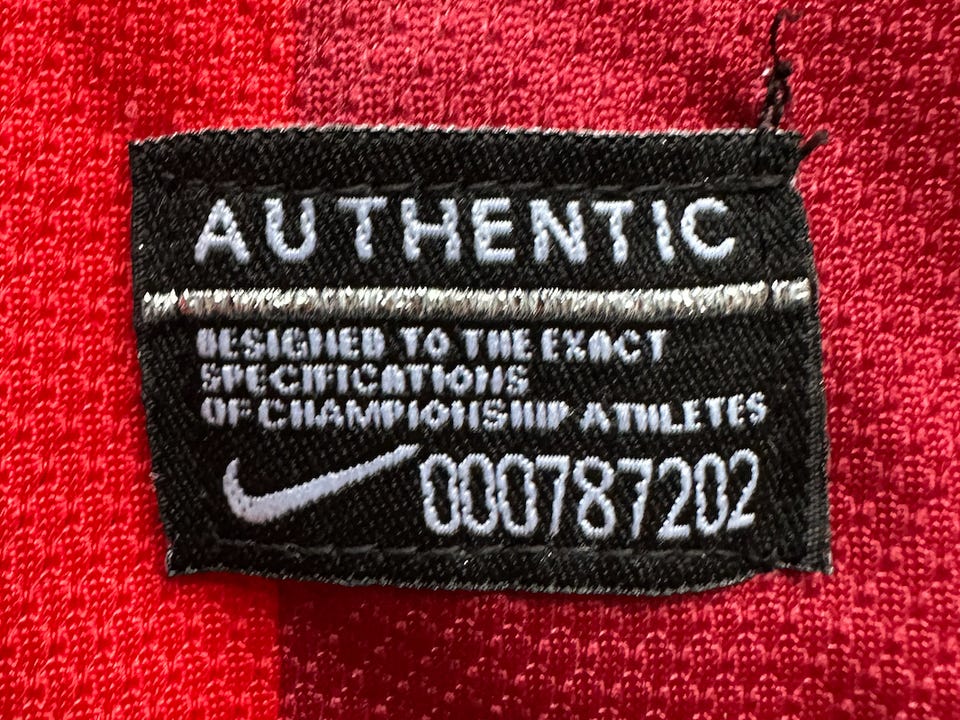 AUTHENTIC
DESIGNED TO THE EXACT
SPECIFICATIONS
OF CHAMPIONSHIP ATHLETES
000787202